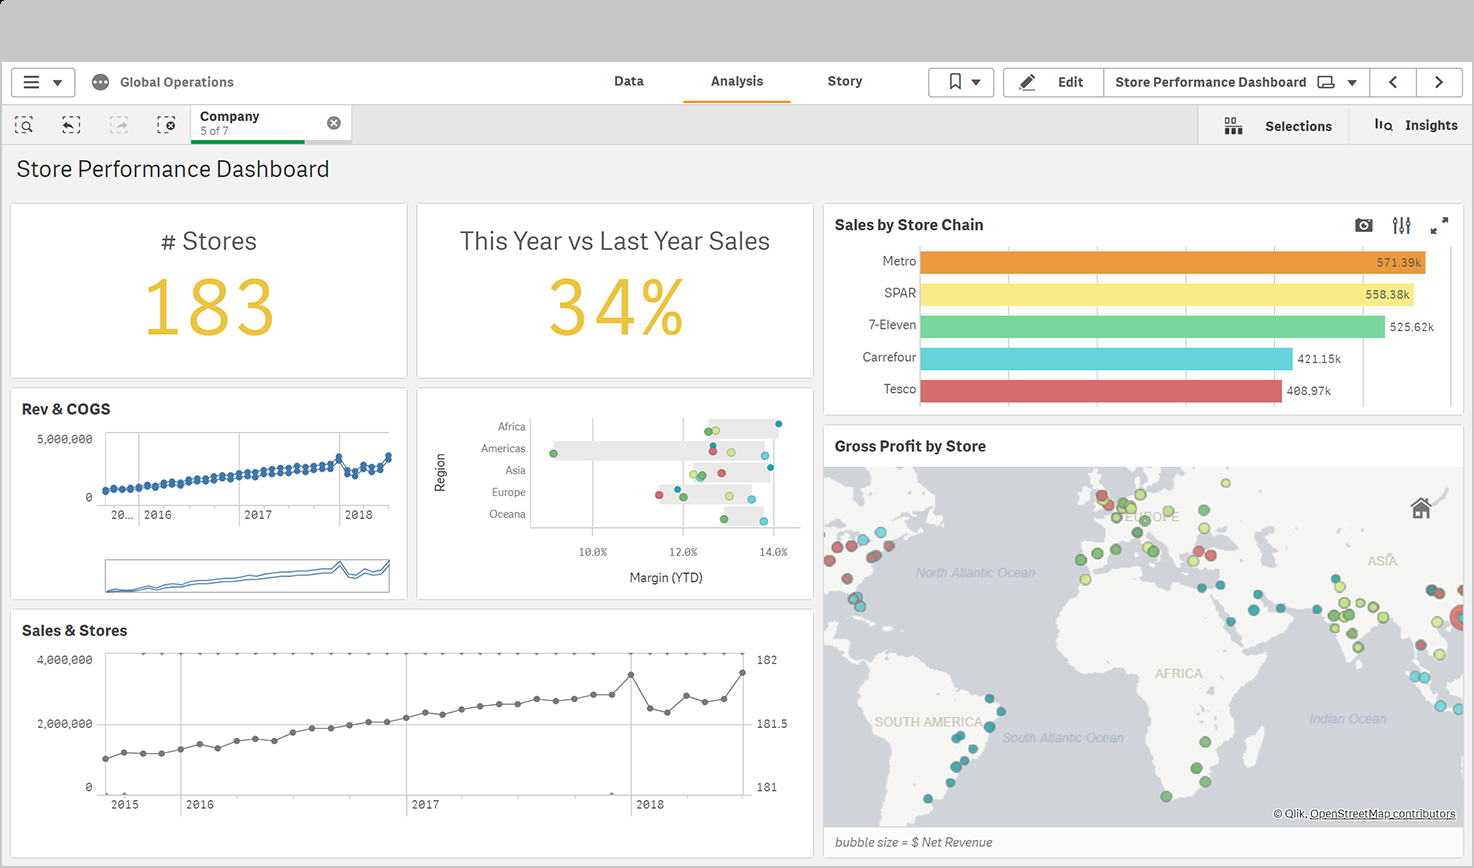 Global Operations
Data
Analysis
Story
Edit
Store Performance Dashboard
Company
5 of 7
Selections
Insights
Store Performance Dashboard
# Stores
183
This Year vs Last Year Sales
34%
Sales by Store Chain
Metro
571.39k
SPAR
558.38k
7-Eleven
525.62k
Carrefour
421.15k
Tesco
408.97k
Rev & COGS
5,000,000
0
20...
2016
2017
2018
Region
Africa
Americas
Asia
Europe
Oceana
10.0%
12.0%
14.0%
Margin (YTD)
Gross Profit by Store
EUROPE
ASIA
North Atlantic Ocean
AFRICA
SOUTH AMERICA
South Atlantic Ocean
Indian Ocean
© Qlik, OpenStreetMap contributors
bubble size = $ Net Revenue
Sales & Stores
4,000,000
2,000,000
0
182
181.5
181
2015
2016
2017
2018